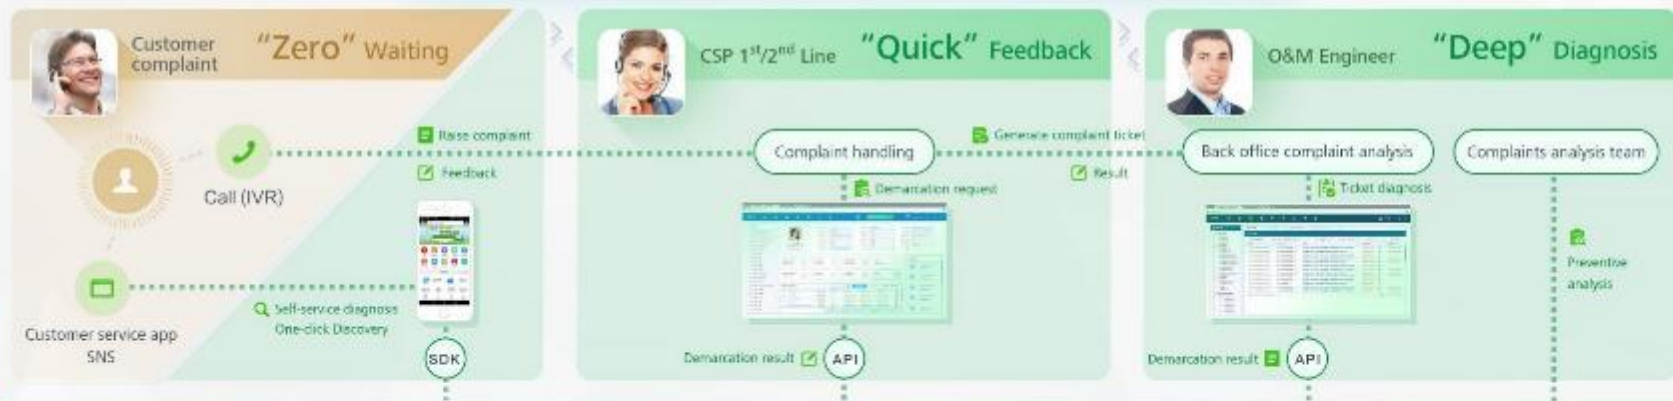 Customer
complaint
"Zero" Waiting
Raise complaint
Feedback
Call (IVR)
Self-service diagnosis
One-click Discovery
Customer service app
SNS
SDK
CSP 1st/2nd Line
"Quick" Feedback
Complaint handling
Generate complaint ticket
Result
Demarcation request
Demarcation result
API
O&M Engineer
"Deep" Diagnosis
Back office complaint analysis
Complaints analysis team
Ticket diagnosis
Preventive
analysis
Demarcation result
API